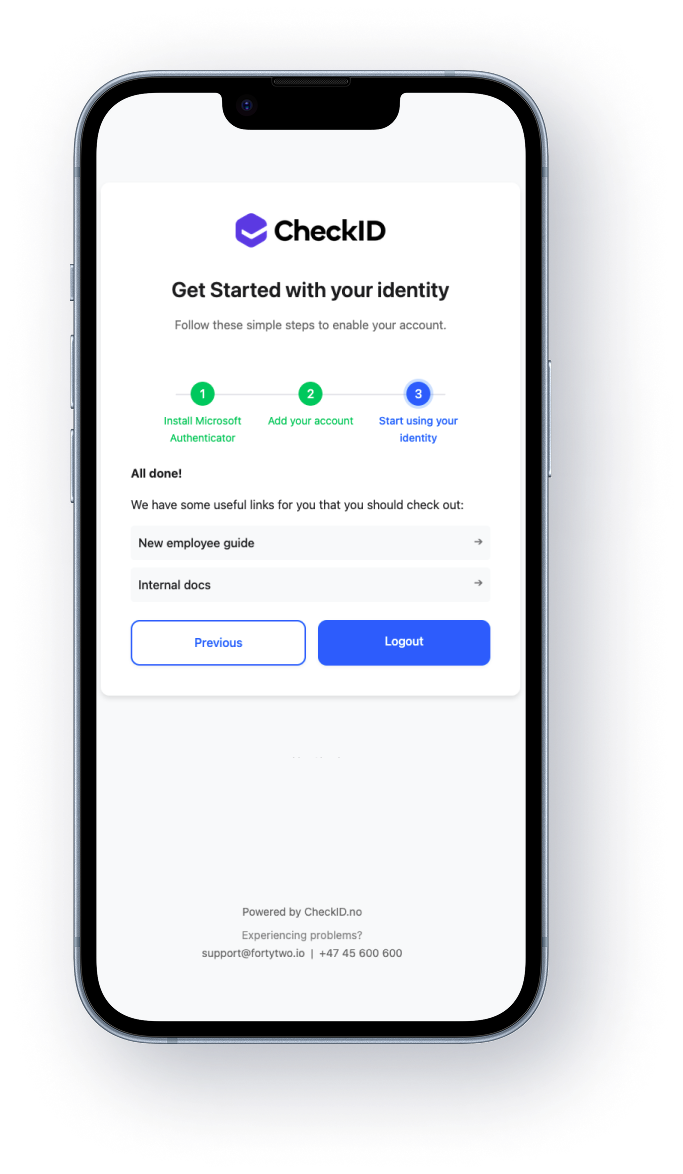 CheckID
Get Started with your identity
Follow these simple steps to enable your account.
1
2
3
Install Microsoft
Authenticator
Add your account
Start using your
identity
All done!
We have some useful links for you that you should check out:
New employee guide →
Internal docs →
Previous
Logout
Powered by CheckID.no
Experiencing problems?
support@fortytwo.io | +47 45 600 600